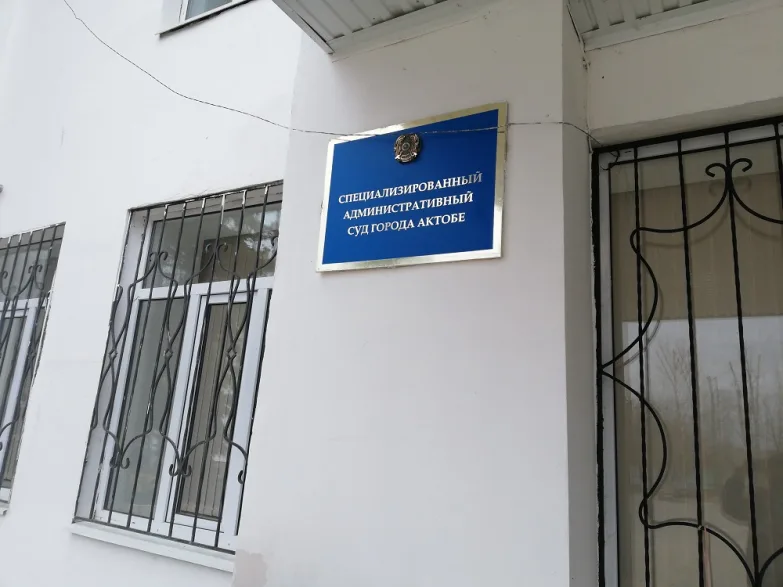 СПЕЦИАЛИЗИРОВАННЫЙ
АДМИНИСТРАТИВНЫЙ
СУД ГОРОДА АКТОБЕ